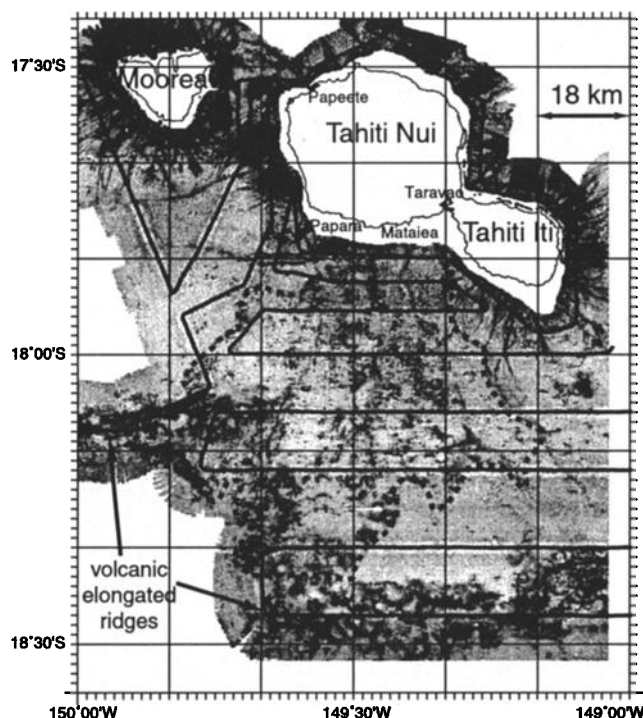 17˚30'S
Moorea
Papeete
18 km
Tahiti Nui
Taravao
Papara
Mataiea
Tahiti Iti
18˚00'S
volcanic
elongated
ridges
18˚30'S
150˚00'W
149˚30'W
149˚00'W